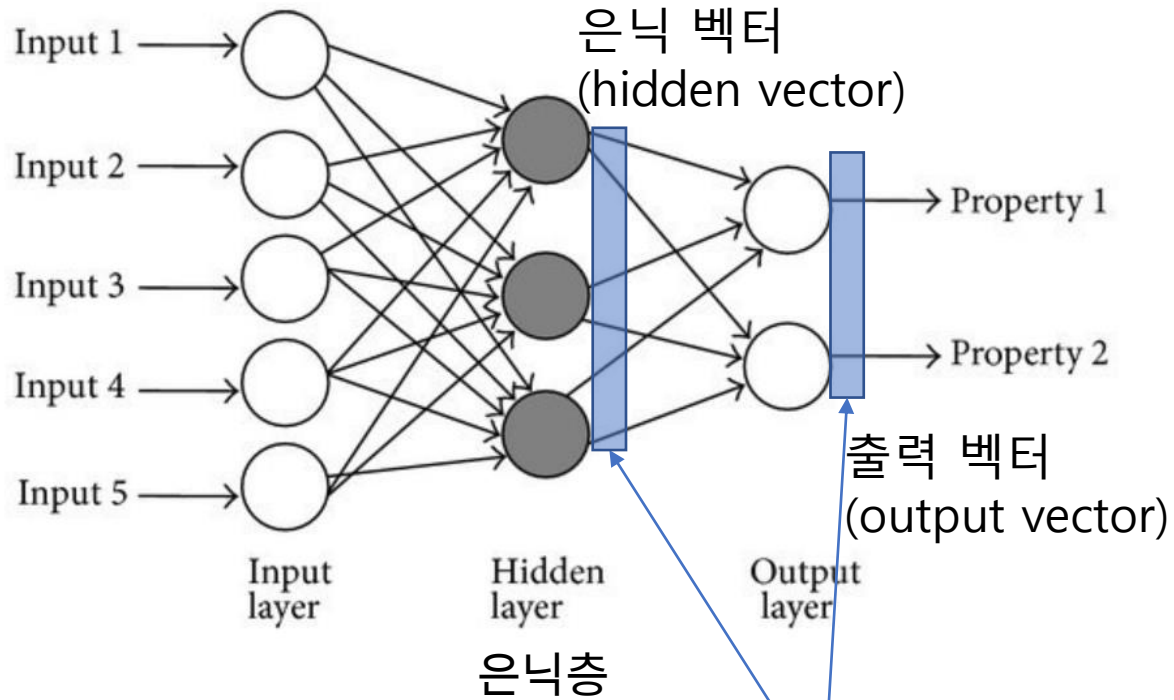 Input 1
Input 2
Input 3
Input 4
Input 5
은닉 벡터
(hidden vector)
Property 1
Property 2
출력 벡터
(output vector)
Input
layer
Hidden
layer
Output
layer
은닉층